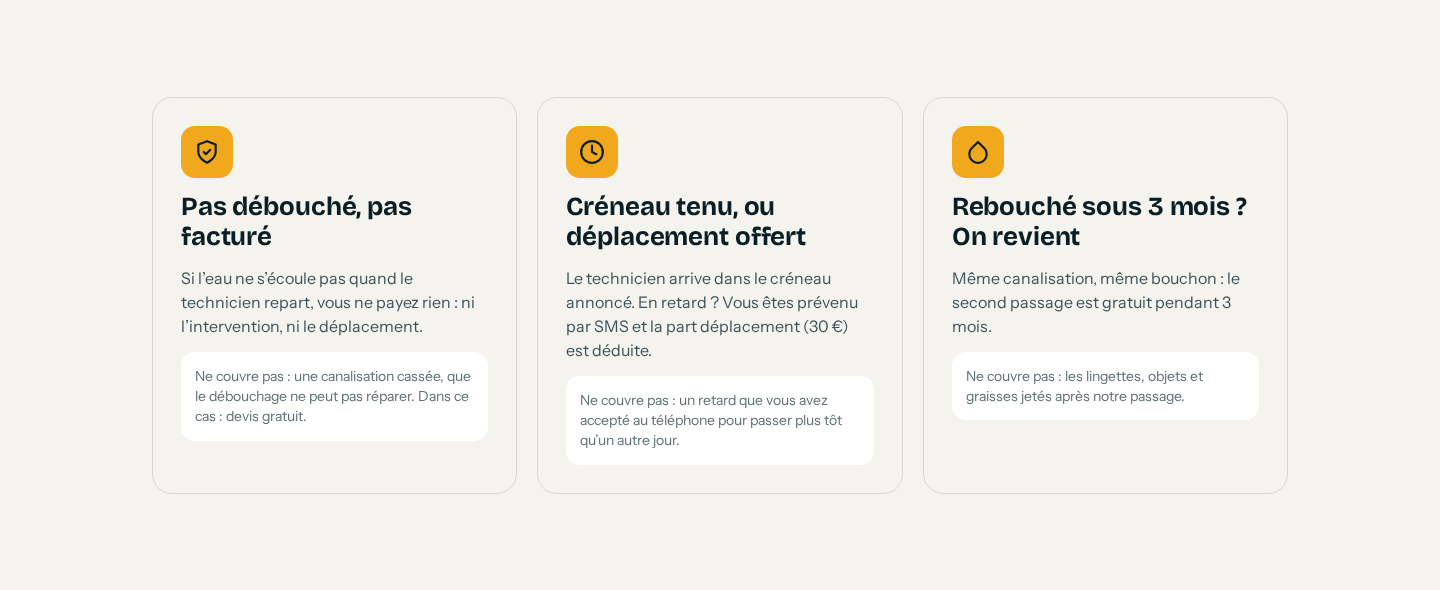 Pas débouché, pas
facturé
Si l’eau ne s’écoule pas quand le
technicien repart, vous ne payez rien : ni
l’intervention, ni le déplacement.
Ne couvre pas : une canalisation cassée, que
le débouchage ne peut pas réparer. Dans ce
cas : devis gratuit.
Créneau tenu, ou
déplacement offert
Le technicien arrive dans le créneau
annoncé. En retard ? Vous êtes prévenu
par SMS et la part déplacement (30 €)
est déduite.
Ne couvre pas : un retard que vous avez
accepté au téléphone pour passer plus tôt
qu’un autre jour.
Rebouché sous 3 mois ?
On revient
Même canalisation, même bouchon : le
second passage est gratuit pendant 3
mois.
Ne couvre pas : les lingettes, objets et
graisses jetés après notre passage.